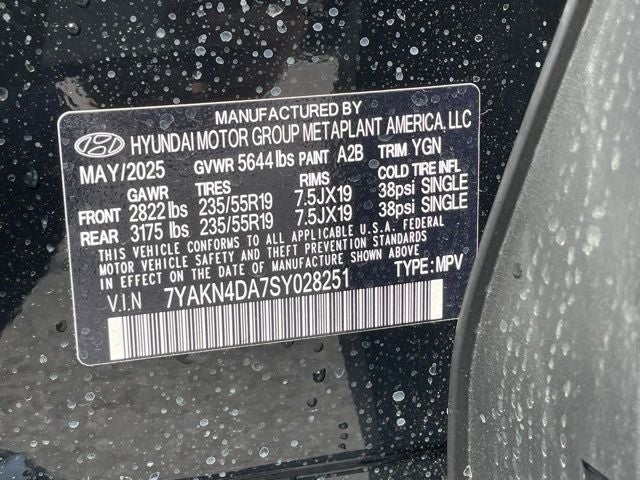 MANUFACTURED BY
HYUNDAI MOTOR GROUP METAPLANT AMERICA, LLC
MAY/2025 GVWR 5644 lbs PAINT A2B TRIM YGN
GAWR TIRES RIMS COLD TIRE INFL
FRONT 2822 lbs 235/55R19 7.5JX19 38psi SINGLE
REAR 3175 lbs 235/55R19 7.5JX19 38psi SINGLE
THIS VEHICLE CONFORMS TO ALL APPLICABLE U.S.A. FEDERAL
MOTOR VEHICLE SAFETY AND THEFT PREVENTION STANDARDS
IN EFFECT ON THE DATE OF MANUFACTURE SHOWN ABOVE
V.I.N 7YAKN4DA7SY028251 TYPE: MPV